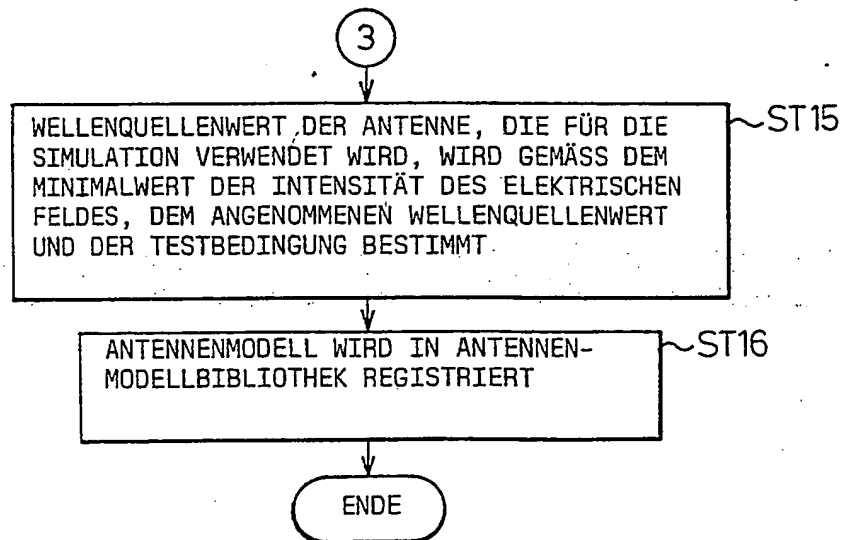 3
WELLENQUELLENWERT DER ANTENNE, DIE FÜR DIE
SIMULATION VERWENDET WIRD, WIRD GEMÄSS DEM
MINIMALWERT DER INTENSITÄT DES ELEKTRISCHEN
FELDES, DEM ANGENOMMENEN WELLENQUELLENWERT
UND DER TESTBEDINGUNG BESTIMMT
ST15
ANTENNENMODELL WIRD IN ANTENNEN-
MODELLBIBLIOTHEK REGISTRIERT
ST16
ENDE